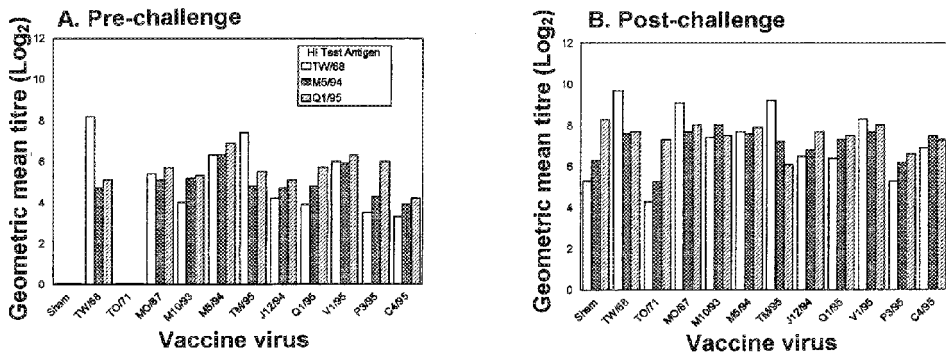 A. Pre-challenge
Geometric mean titre (Log2)
12
10
8
6
4
2
0
HI Test Antigen
TW/68
M5/94
Q1/95
Sham
TW/68
TO/71
MO/87
M10/93
M5/94
TM/95
J12/94
Q1/95
V1/95
P3/95
C4/95
Vaccine virus
B. Post-challenge
Geometric mean titre (Log2)
12
10
8
6
4
2
0
Sham
TW/68
TO/71
MO/87
M10/93
M5/94
TM/95
J12/94
Q1/95
V1/95
P3/95
C4/95
Vaccine virus